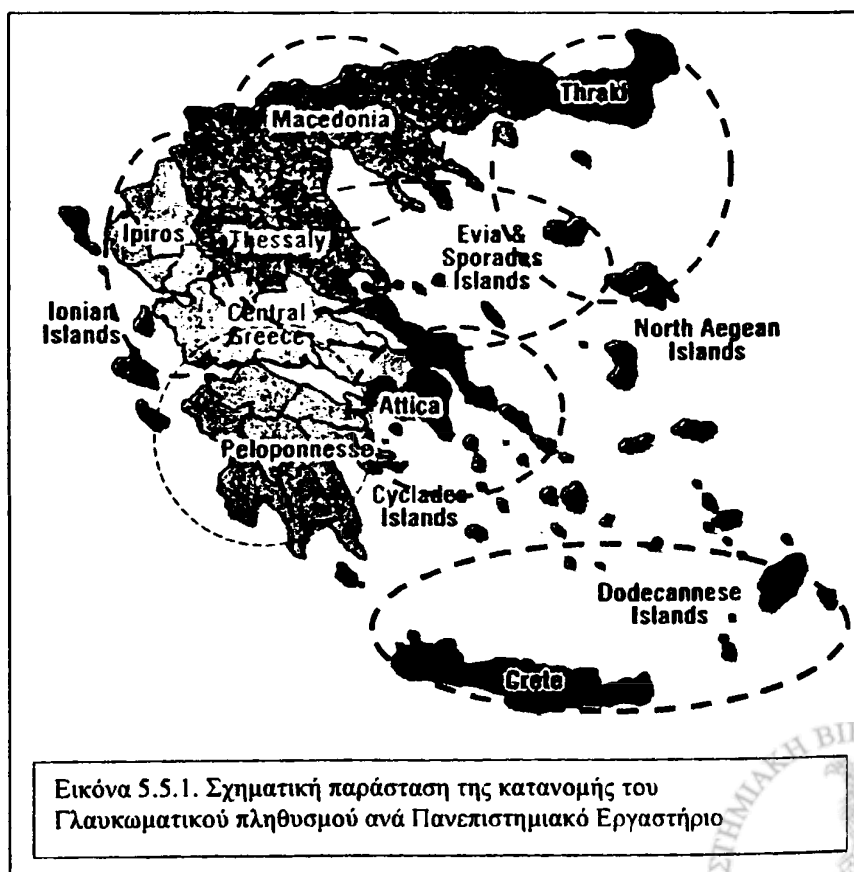 Thraki
Macedonia
Ipiros
Thessaly
Evia &
Sporades
Islands
Ionian
Islands
Central
Greece
North Aegean
Islands
Attica
Peloponnesse
Cyclades
Islands
Dodecannese
Islands
Crete
Εικόνα 5.5.1. Σχηματική παράσταση της κατανομής του
Γλαυκωματικού πληθυσμού ανά Πανεπιστημιακό Εργαστήριο